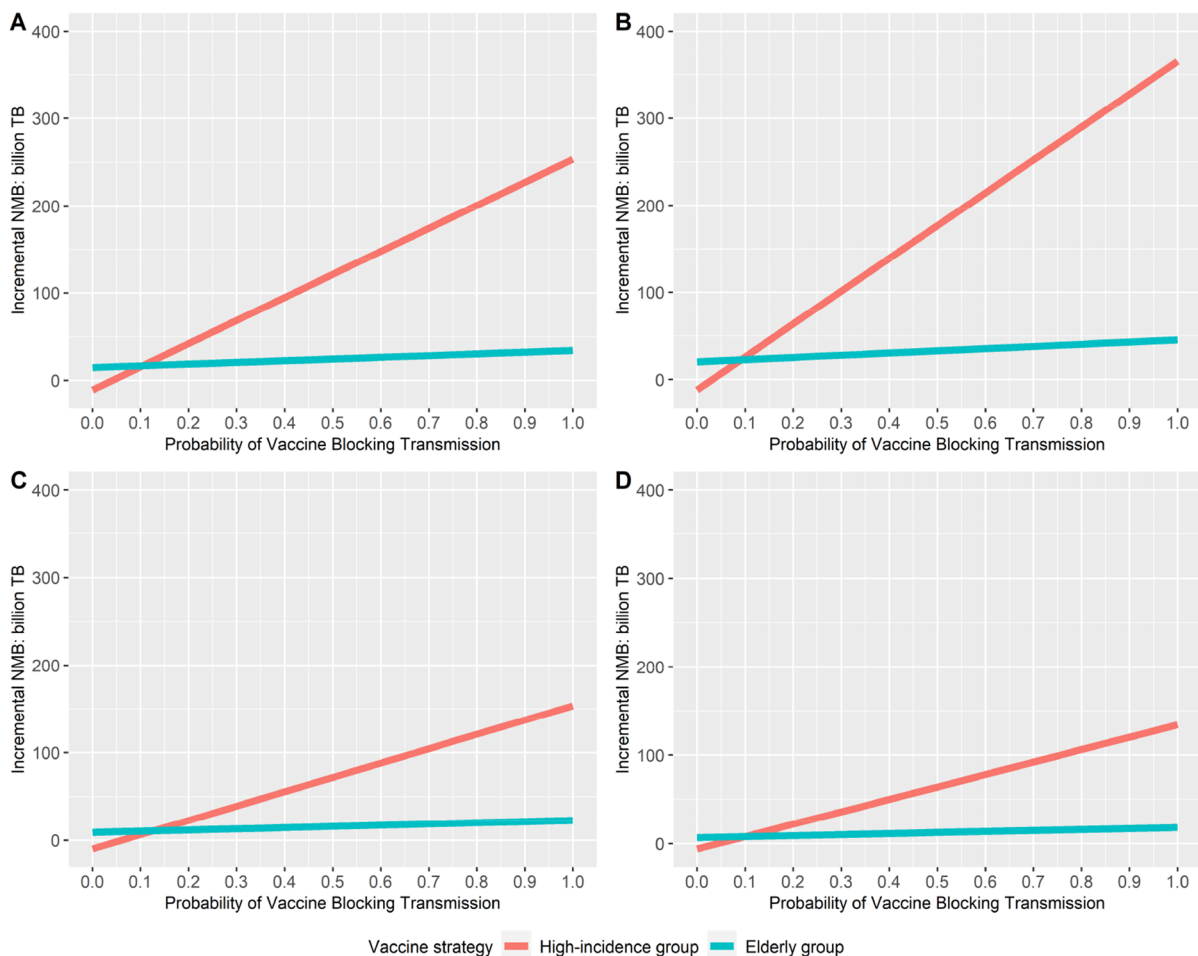 A
400
300
200
100
0
Incremental NMB: billion TB
0.0 0.1 0.2 0.3 0.4 0.5 0.6 0.7 0.8 0.9 1.0
Probability of Vaccine Blocking Transmission
B
400
300
200
100
0
Incremental NMB: billion TB
0.0 0.1 0.2 0.3 0.4 0.5 0.6 0.7 0.8 0.9 1.0
Probability of Vaccine Blocking Transmission
C
400
300
200
100
0
Incremental NMB: billion TB
0.0 0.1 0.2 0.3 0.4 0.5 0.6 0.7 0.8 0.9 1.0
Probability of Vaccine Blocking Transmission
D
400
300
200
100
0
Incremental NMB: billion TB
0.0 0.1 0.2 0.3 0.4 0.5 0.6 0.7 0.8 0.9 1.0
Probability of Vaccine Blocking Transmission
Vaccine strategy High-incidence group Elderly group